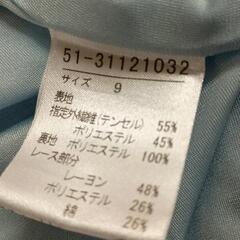 51-31121032
サイズ 9
表地
指定外繊維(テンセル) 55%
ポリエステル 45%
裏地 ポリエステル 100%
レース部分
レーヨン 48%
ポリエステル 26%
綿 26%